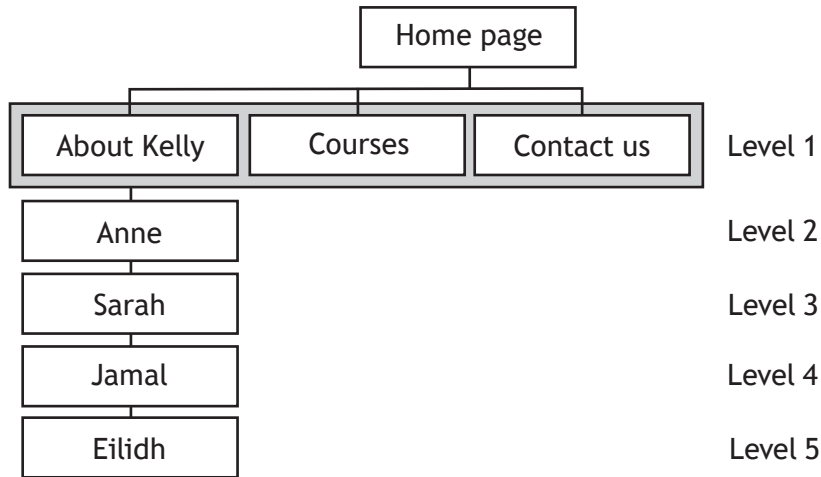 Home page
About Kelly Courses Contact us Level 1
Anne Level 2
Sarah Level 3
Jamal Level 4
Eilidh Level 5